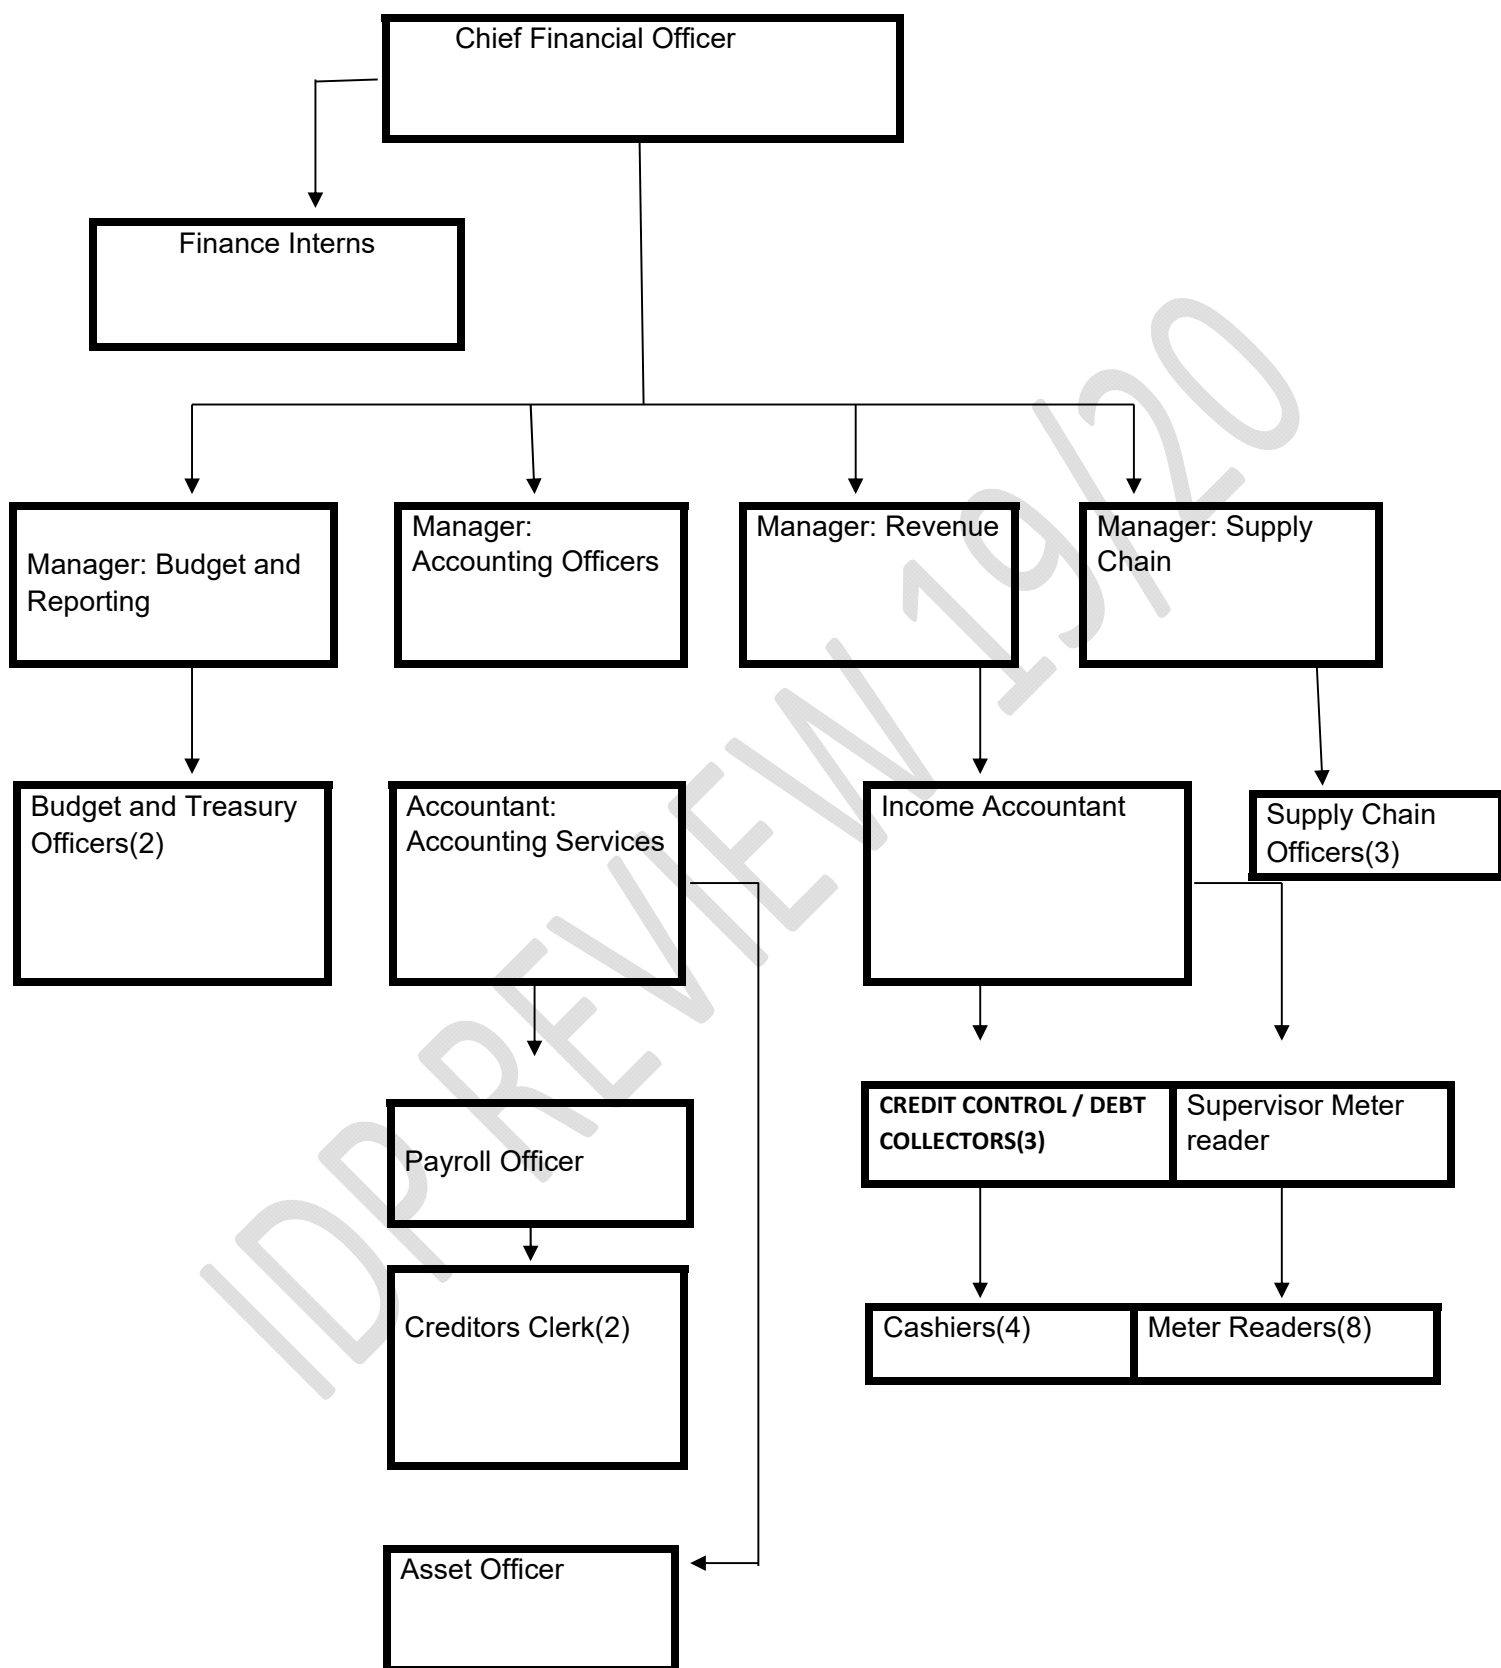 Chief Financial Officer
Finance Interns
Manager: Budget and
Reporting
Manager:
Accounting Officers
Manager: Revenue
Manager: Supply
Chain
Budget and Treasury
Officers(2)
Accountant:
Accounting Services
Income Accountant
Supply Chain
Officers(3)
CREDIT CONTROL / DEBT
COLLECTORS(3)
Supervisor Meter
reader
Payroll Officer
Creditors Clerk(2)
Cashiers(4)
Meter Readers(8)
Asset Officer
IDP REVIEW 19/20